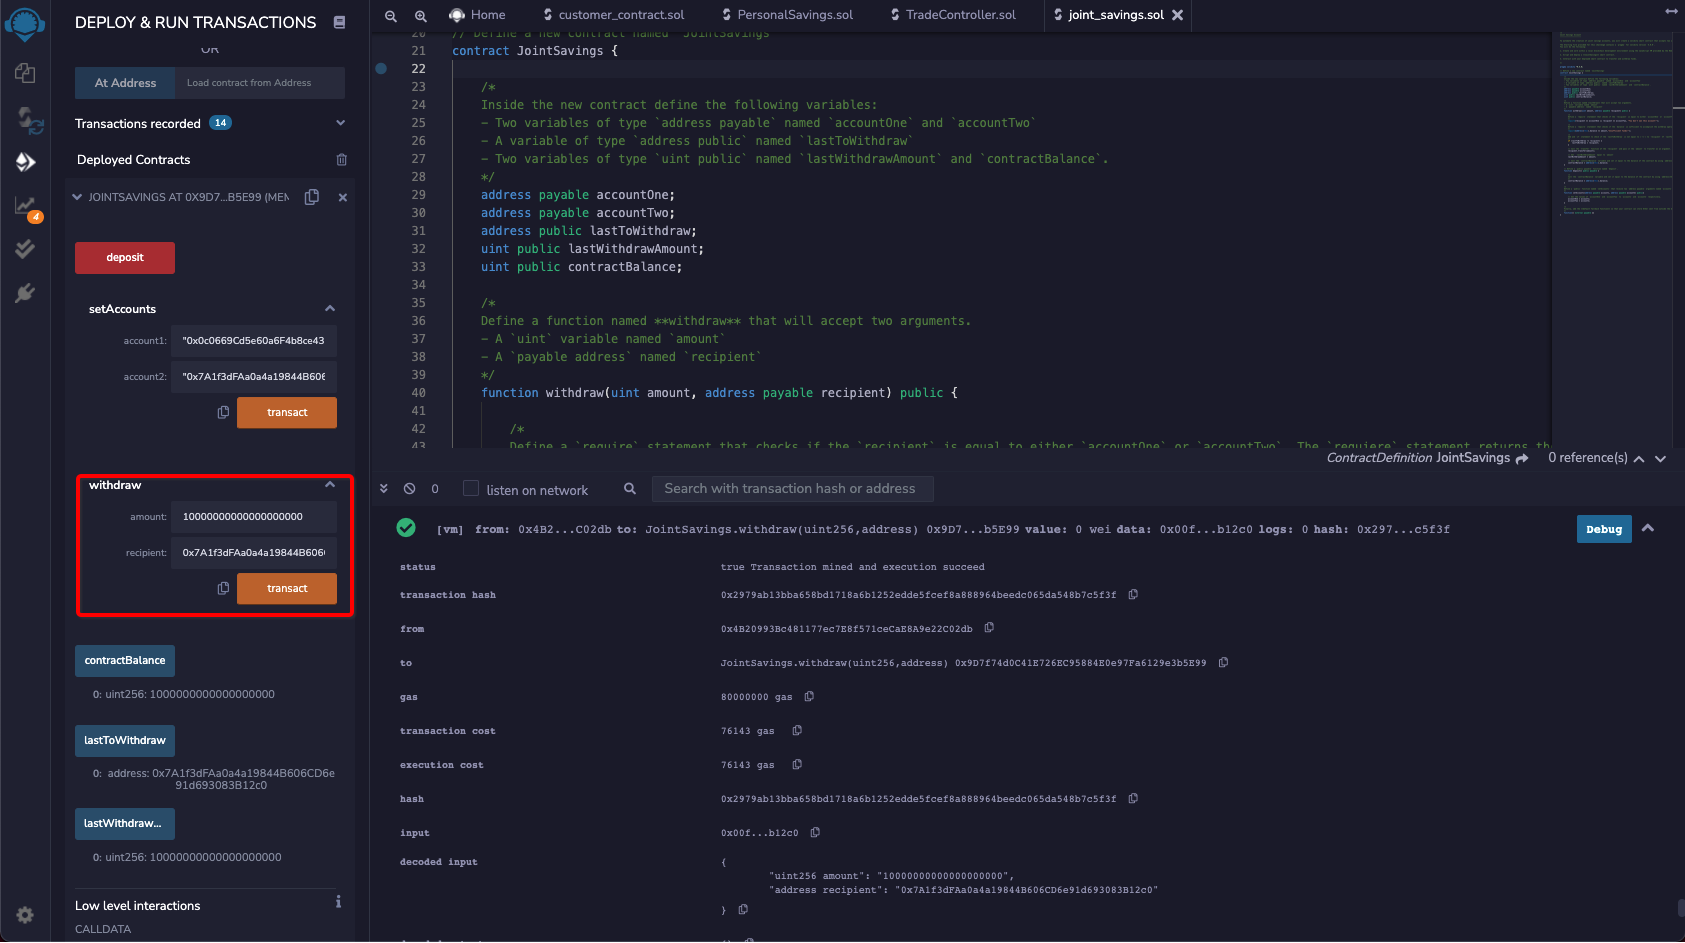 DEPLOY & RUN TRANSACTIONS
OR
At Address
Load contract from Address
Transactions recorded 14
Deployed Contracts
4
JOINTSAVINGS AT 0X9D7...B5E99 (MEM
deposit
setAccounts
account1: "0x0c0669Cd5e60a6F4b8ce43
account2: "0x7A1f3dFAa0a4a19844B606
transact
withdraw
amount: 10000000000000000000
recipient: 0x7A1f3dFAa0a4a19844B606
transact
contractBalance
0: uint256: 1000000000000000000
lastToWithdraw
0: address: 0x7A1f3dFAa0a4a19844B606CD6e
91d693083B12c0
lastWithdraw...
0: uint256: 10000000000000000000
Low level interactions
CALLDATA
Home
customer_contract.sol
PersonalSavings.sol
TradeController.sol
joint_savings.sol
20 // Define a new contract named `JointSavings`
21 contract JointSavings {
22
23 /*
24 Inside the new contract define the following variables:
25 - Two variables of type `address payable` named `accountOne` and `accountTwo`
26 - A variable of type `address public` named `lastToWithdraw`
27 - Two variables of type `uint public` named `lastWithdrawAmount` and `contractBalance`.
28 */
29 address payable accountOne;
30 address payable accountTwo;
31 address public lastToWithdraw;
32 uint public lastWithdrawAmount;
33 uint public contractBalance;
34
35 /*
36 Define a function named **withdraw** that will accept two arguments.
37 - A `uint` variable named `amount`
38 - A `payable address` named `recipient`
39 */
40 function withdraw(uint amount, address payable recipient) public {
41
42 /*
43 Define a `require` statement that checks if the `recipient` is equal to either `accountOne` or `accountTwo`. The `requiere` statement returns the
ContractDefinition JointSavings 0 reference(s)
0
listen on network
Search with transaction hash or address
[vm] from: 0x4B2...C02db to: JointSavings.withdraw(uint256,address) 0x9D7...b5E99 value: 0 wei data: 0x00f...b12c0 logs: 0 hash: 0x297...c5f3f
Debug
status true Transaction mined and execution succeed
transaction hash 0x2979ab13bba658bd1718a6b1252edde5fcef8a888964beedc065da548b7c5f3f
from 0x4B20993Bc481177ec7E8f571ceCaE8A9e22C02db
to JointSavings.withdraw(uint256,address) 0x9D7f74d0C41E726EC95884E0e97Fa6129e3b5E99
gas 80000000 gas
transaction cost 76143 gas
execution cost 76143 gas
hash 0x2979ab13bba658bd1718a6b1252edde5fcef8a888964beedc065da548b7c5f3f
input 0x00f...b12c0
decoded input {
"uint256 amount": "10000000000000000000",
"address recipient": "0x7A1f3dFAa0a4a19844B606CD6e91d693083B12c0"
}